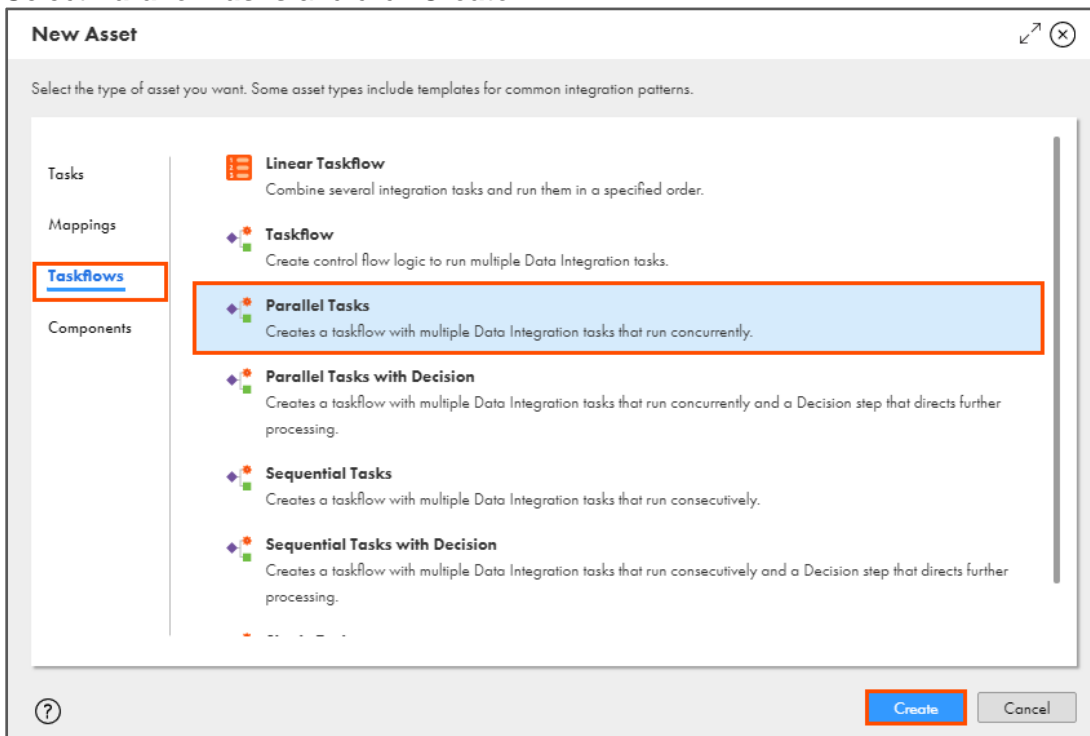 New Asset
Select the type of asset you want. Some asset types include templates for common integration patterns.
Tasks
Mappings
Taskflows
Components
Linear Taskflow
Combine several integration tasks and run them in a specified order.
Taskflow
Create control flow logic to run multiple Data Integration tasks.
Parallel Tasks
Creates a taskflow with multiple Data Integration tasks that run concurrently.
Parallel Tasks with Decision
Creates a taskflow with multiple Data Integration tasks that run concurrently and a Decision step that directs further
processing.
Sequential Tasks
Creates a taskflow with multiple Data Integration tasks that run consecutively.
Sequential Tasks with Decision
Creates a taskflow with multiple Data Integration tasks that run consecutively and a Decision step that directs further
processing.
?
Create
Cancel